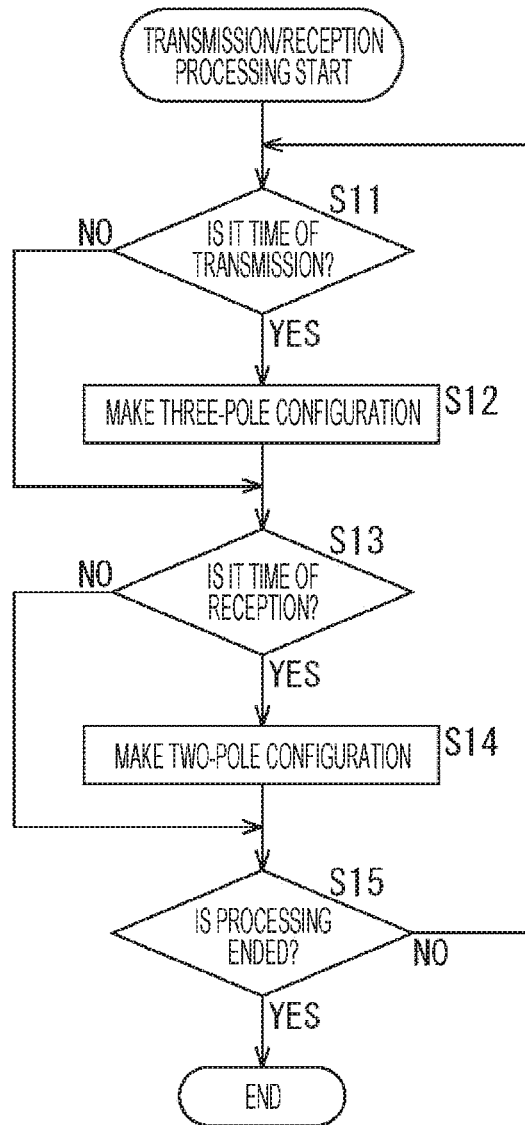 TRANSMISSION/RECEPTION
PROCESSING START
S11
NO
IS IT TIME OF
TRANSMISSION?
YES
MAKE THREE-POLE CONFIGURATION
S12
S13
NO
IS IT TIME OF
RECEPTION?
YES
MAKE TWO-POLE CONFIGURATION
S14
S15
IS PROCESSING
ENDED?
NO
YES
END